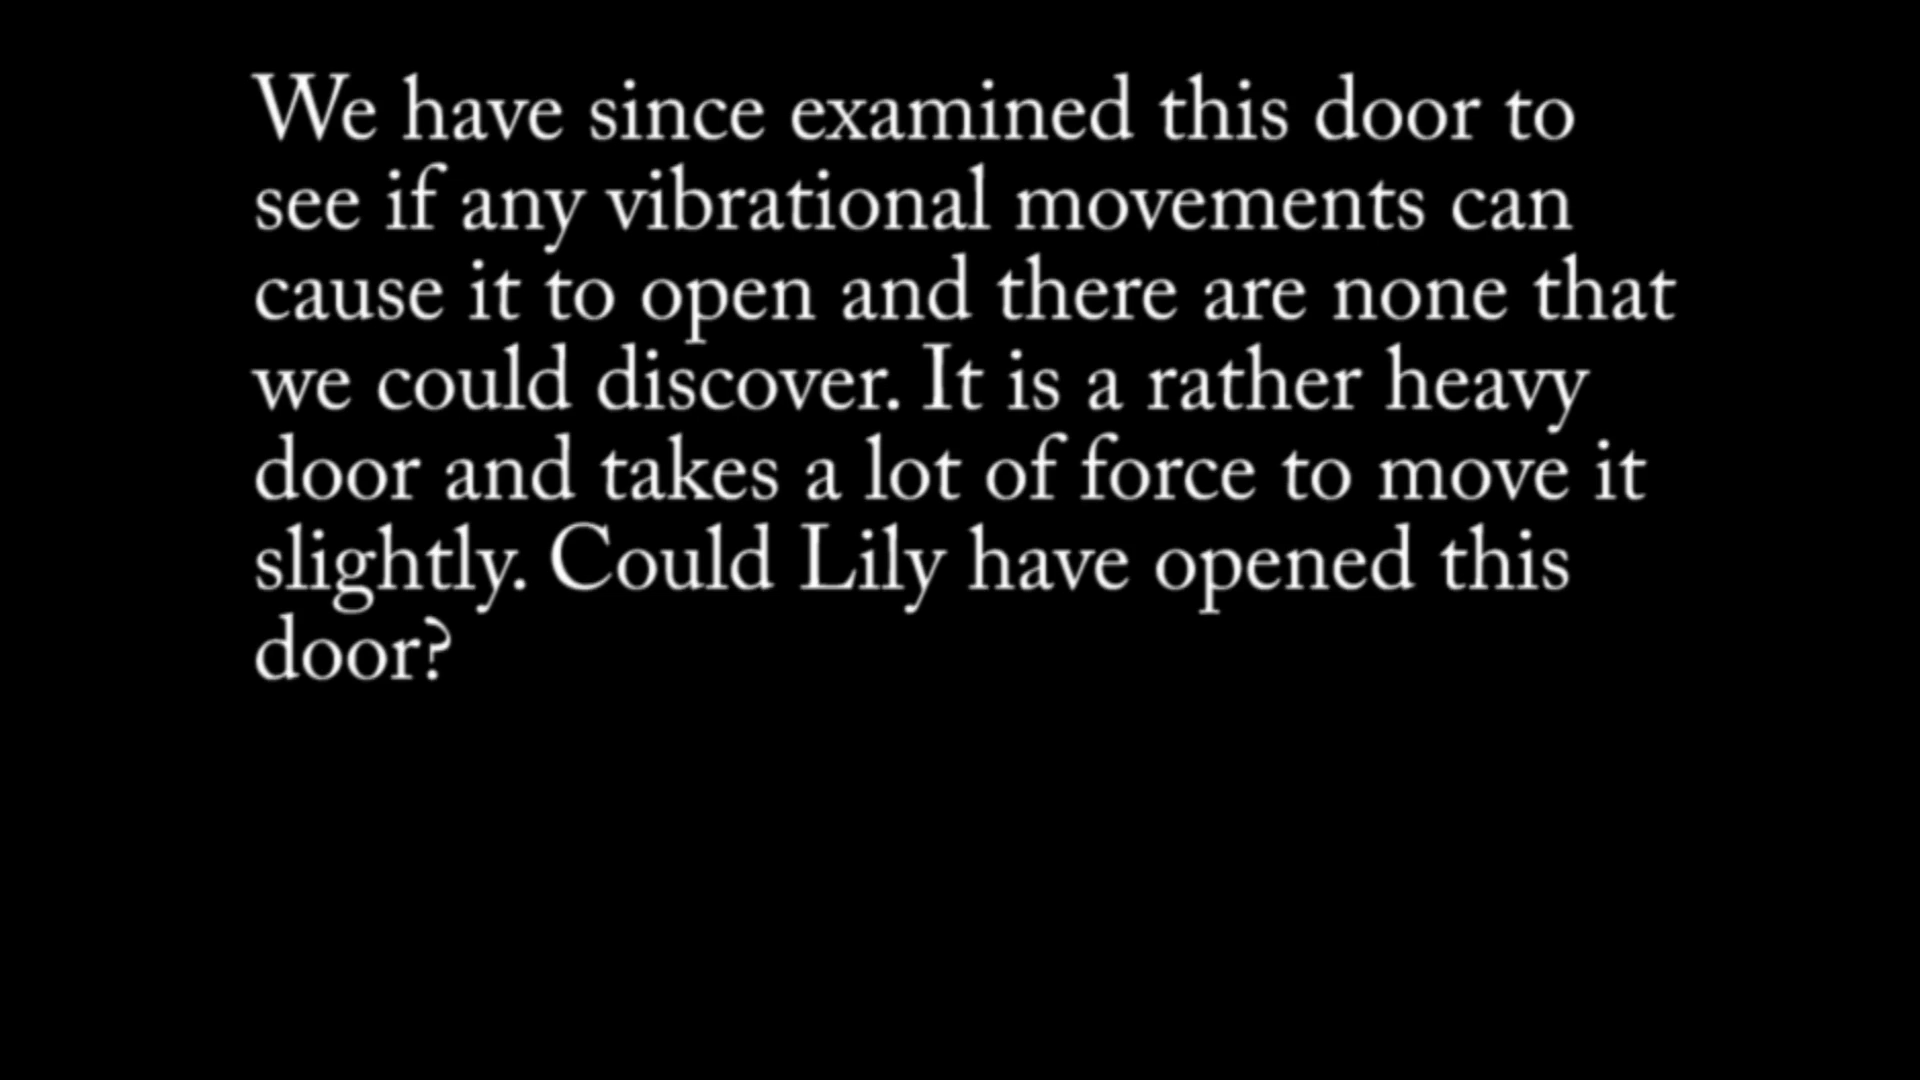 We have since examined this door to
see if any vibrational movements can
cause it to open and there are none that
we could discover. It is a rather heavy
door and takes a lot of force to move it
slightly. Could Lily have opened this
door?